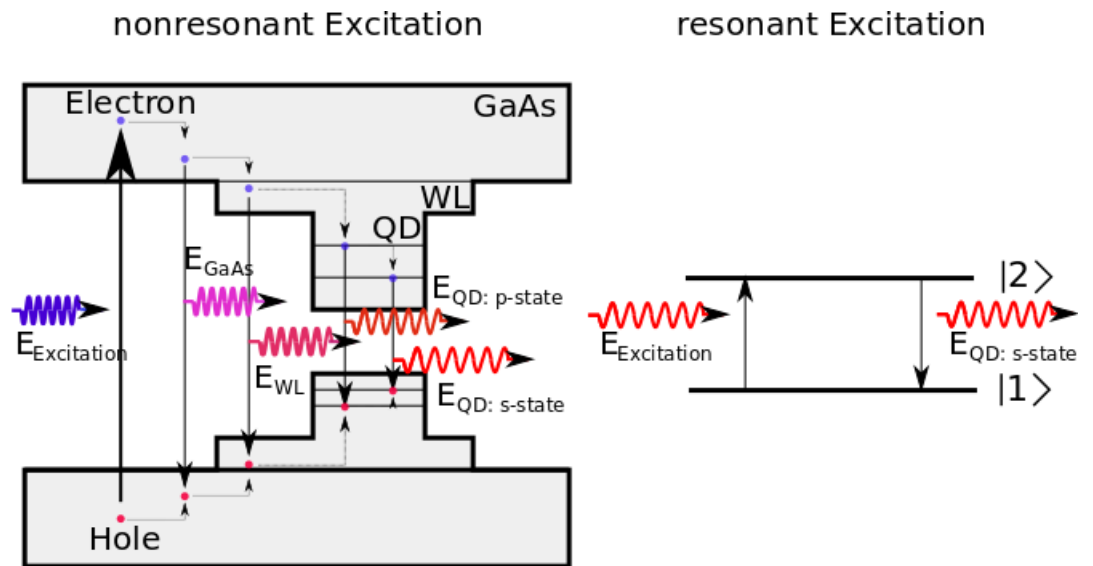 nonresonant Excitation
resonant Excitation
Electron
GaAs
WL
QD
E_GaAs
E_QD: p-state
E_Excitation
E_WL
E_QD: s-state
Hole
|2>
E_Excitation
E_QD: s-state
|1>